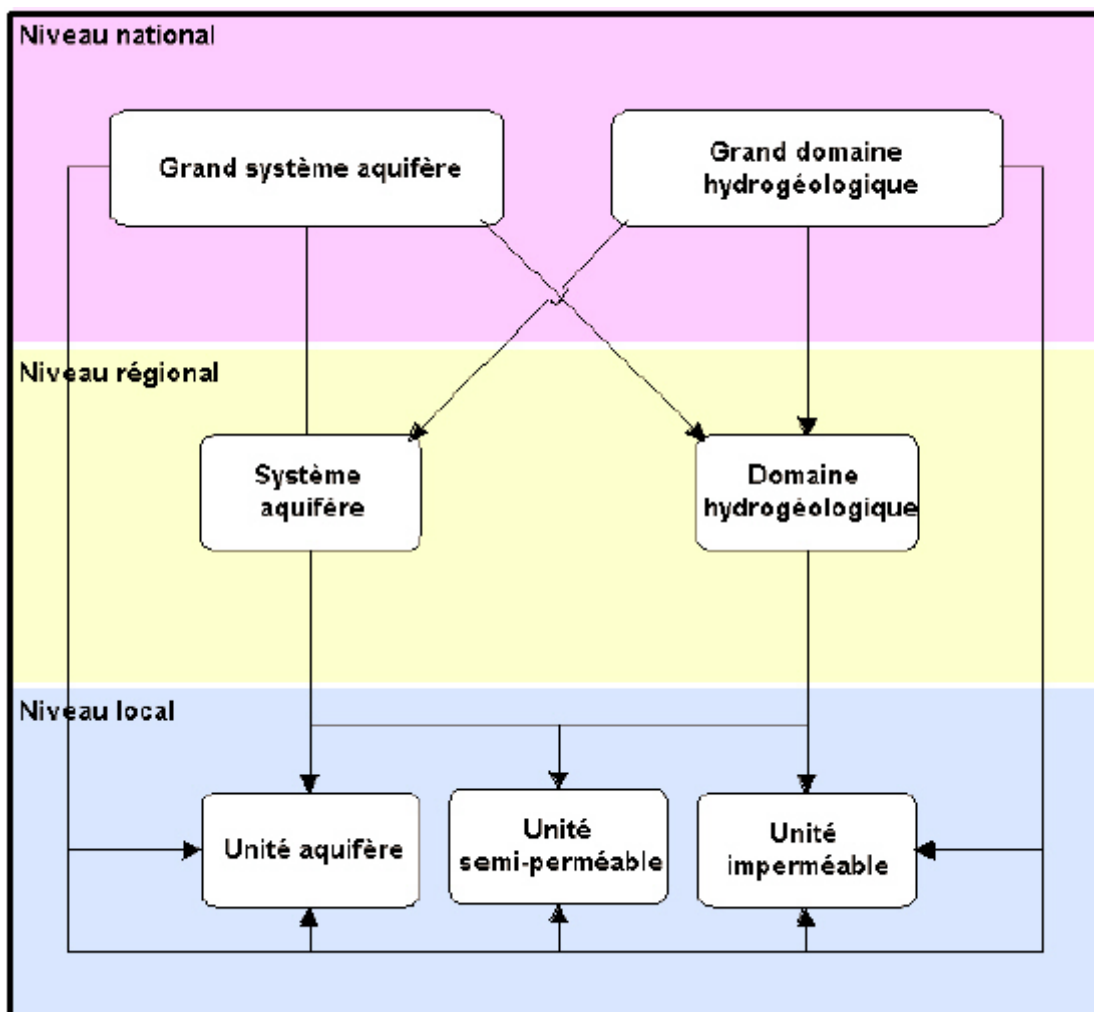 Niveau national
Grand système aquifère
Grand domaine
hydrogéologique
Niveau régional
Système
aquifère
Domaine
hydrogéologique
Niveau local
Unité aquifère
Unité
semi-perméable
Unité
imperméable